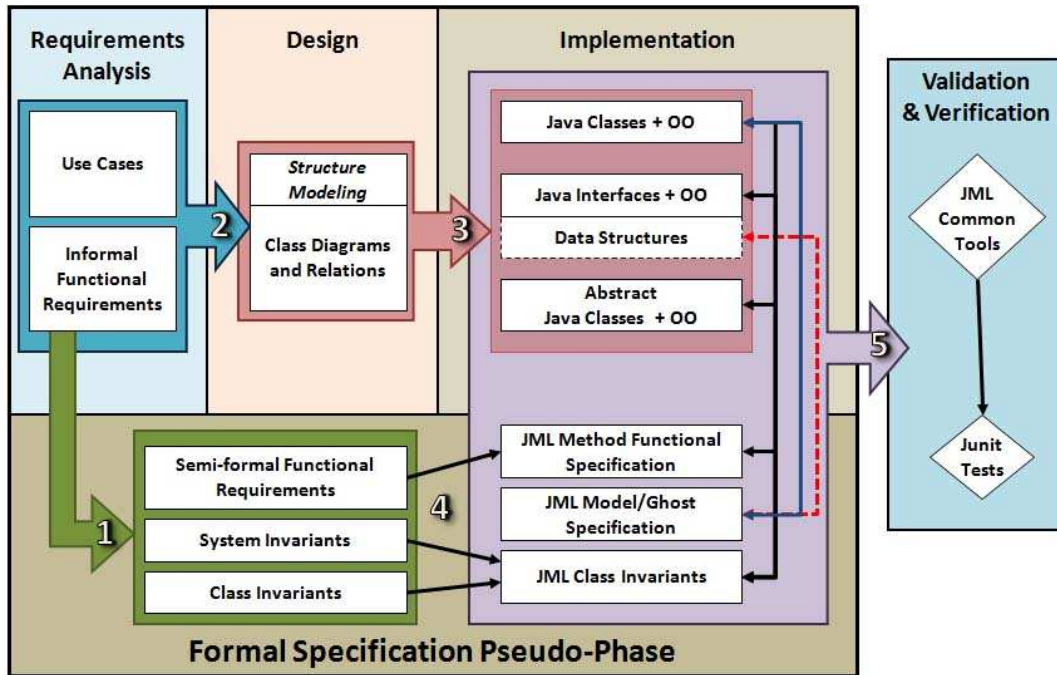 Requirements
Analysis
Design
Implementation
Validation
& Verification
Use Cases
Informal
Functional
Requirements
2
Structure
Modeling
Class Diagrams
and Relations
3
Java Classes + OO
Java Interfaces + OO
Data Structures
Abstract
Java Classes + OO
5
JML
Common
Tools
Junit
Tests
1
Semi-formal Functional
Requirements
System Invariants
Class Invariants
4
JML Method Functional
Specification
JML Model/Ghost
Specification
JML Class Invariants
Formal Specification Pseudo-Phase